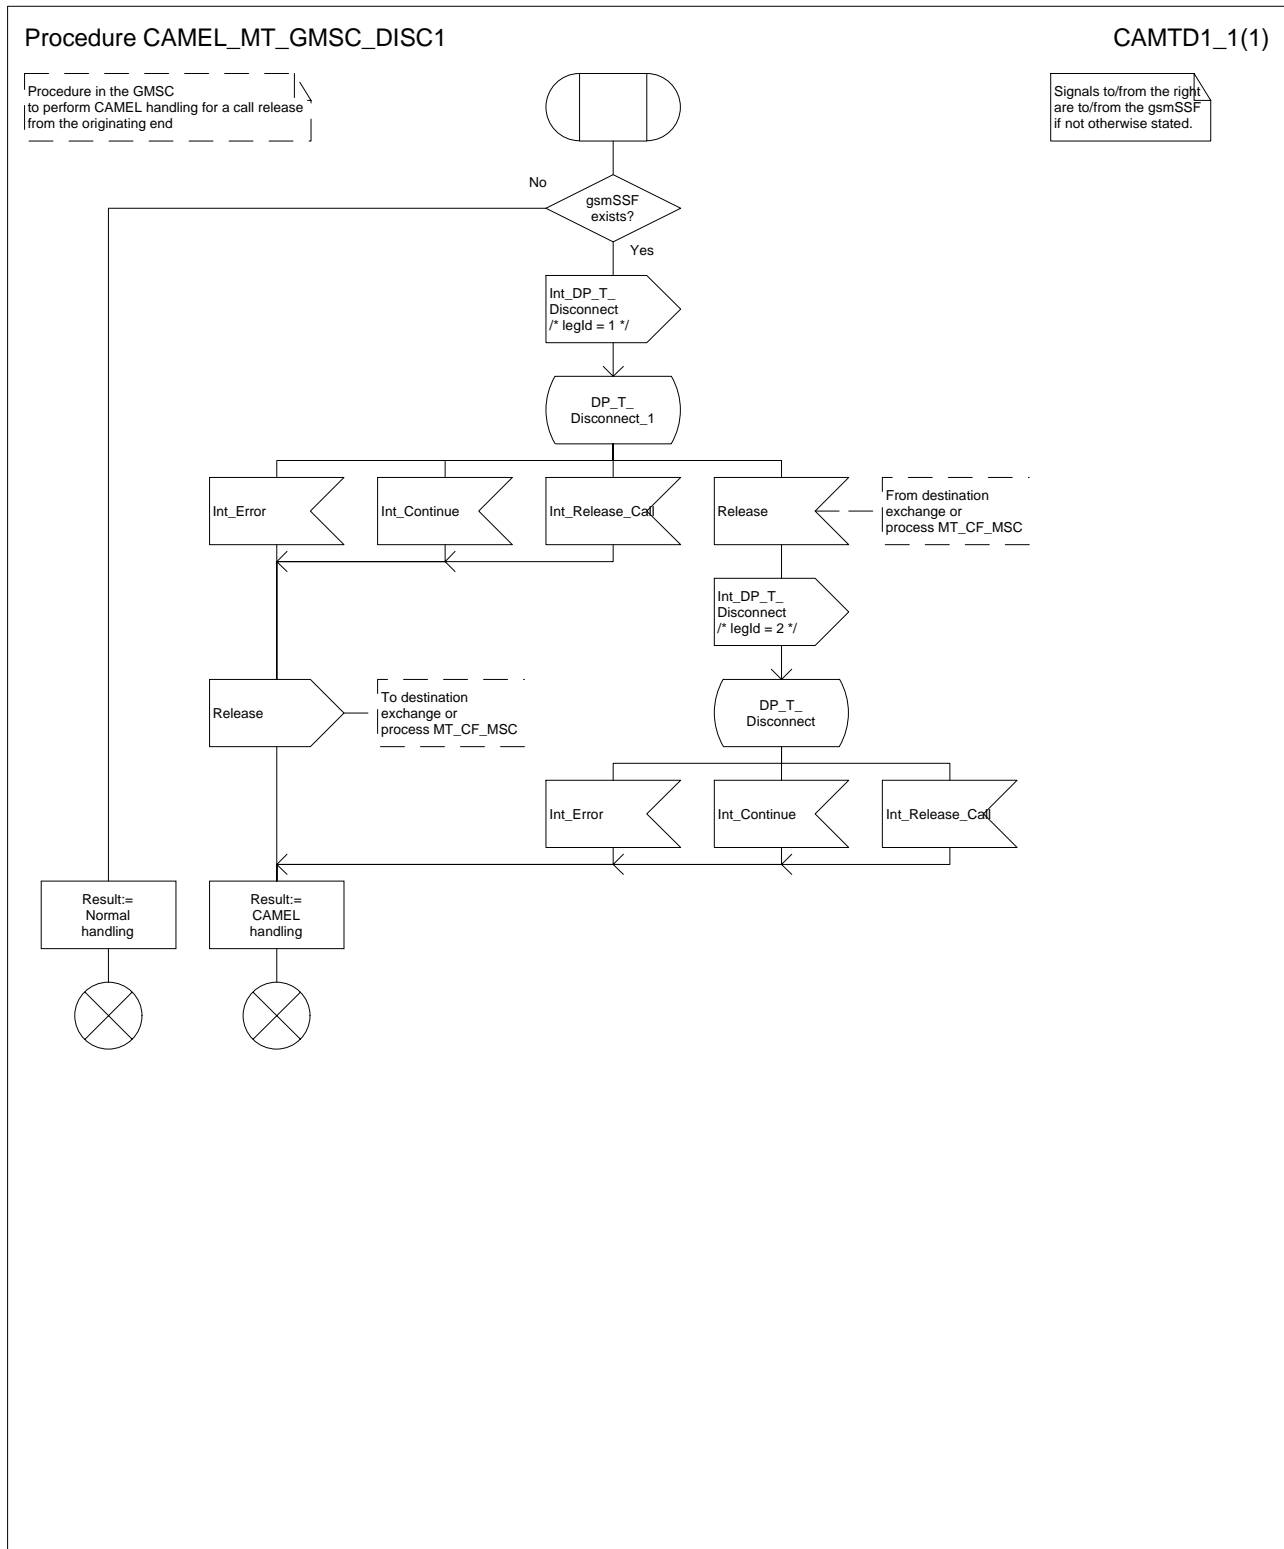 Procedure CAMEL_MT_GMSC_DISC1
CAMTD1_1(1)
Procedure in the GMSC
to perform CAMEL handling for a call release
from the originating end
Signals to/from the right
are to/from the gsmSSF
if not otherwise stated.
No
gsmSSF
exists?
Yes
Int_DP_T_
Disconnect
/* legId = 1 */
DP_T_
Disconnect_1
Int_Error
Int_Continue
Int_Release_Call
Release
From destination
exchange or
process MT_CF_MSC
Int_DP_T_
Disconnect
/* legId = 2 */
Release
To destination
exchange or
process MT_CF_MSC
DP_T_
Disconnect
Int_Error
Int_Continue
Int_Release_Call
Result:=
Normal
handling
Result:=
CAMEL
handling